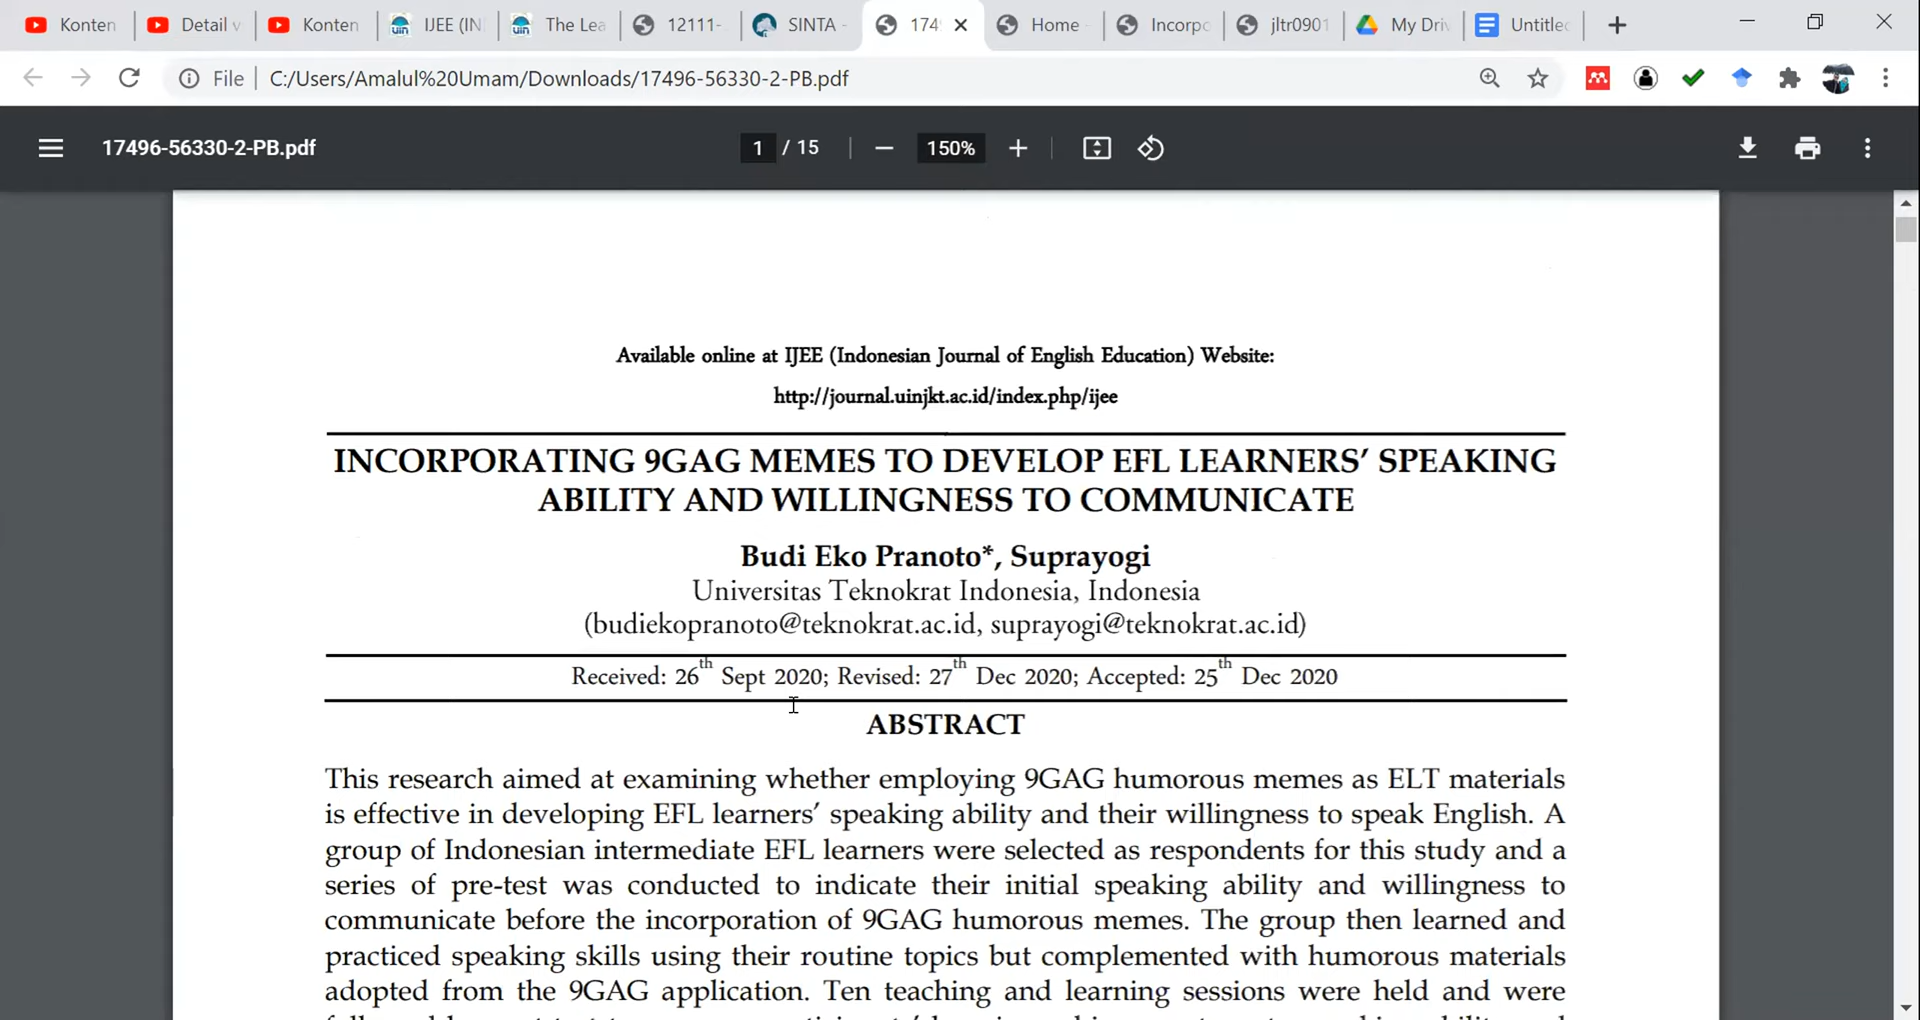 Konten
Detail v
Konten
IJEE (IN
The Lea
12111-
SINTA -
174
Home
Incorpo
jltr0901
My Driv
Untitled
File
C:/Users/Amalul%20Umam/Downloads/17496-56330-2-PB.pdf
17496-56330-2-PB.pdf
1 / 15
150%
Available online at IJEE (Indonesian Journal of English Education) Website:
http://journal.uinjkt.ac.id/index.php/ijee
INCORPORATING 9GAG MEMES TO DEVELOP EFL LEARNERS’ SPEAKING
ABILITY AND WILLINGNESS TO COMMUNICATE
Budi Eko Pranoto*, Suprayogi
Universitas Teknokrat Indonesia, Indonesia
(budiekopranoto@teknokrat.ac.id, suprayogi@teknokrat.ac.id)
Received: 26th Sept 2020; Revised: 27th Dec 2020; Accepted: 25th Dec 2020
ABSTRACT
This research aimed at examining whether employing 9GAG humorous memes as ELT materials
is effective in developing EFL learners’ speaking ability and their willingness to speak English. A
group of Indonesian intermediate EFL learners were selected as respondents for this study and a
series of pre-test was conducted to indicate their initial speaking ability and willingness to
communicate before the incorporation of 9GAG humorous memes. The group then learned and
practiced speaking skills using their routine topics but complemented with humorous materials
adopted from the 9GAG application. Ten teaching and learning sessions were held and were